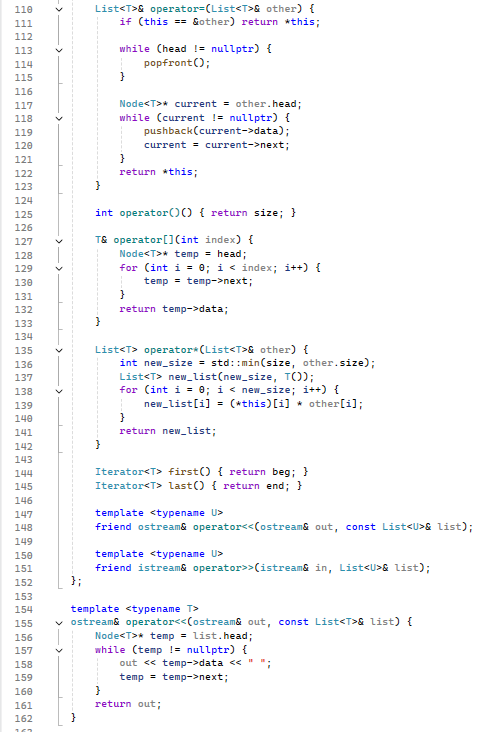 110 List<T>& operator=(List<T>& other) {
111 if (this == &other) return *this;
112
113 while (head != nullptr) {
114 popfront();
115 }
116
117 Node<T>* current = other.head;
118 while (current != nullptr) {
119 pushback(current->data);
120 current = current->next;
121 }
122 return *this;
123 }
124
125 int operator()() { return size; }
126
127 T& operator[](int index) {
128 Node<T>* temp = head;
129 for (int i = 0; i < index; i++) {
130 temp = temp->next;
131 }
132 return temp->data;
133 }
134
135 List<T> operator*(List<T>& other) {
136 int new_size = std::min(size, other.size);
137 List<T> new_list(new_size, T());
138 for (int i = 0; i < new_size; i++) {
139 new_list[i] = (*this)[i] * other[i];
140 }
141 return new_list;
142 }
143
144 Iterator<T> first() { return beg; }
145 Iterator<T> last() { return end; }
146
147 template <typename U>
148 friend ostream& operator<<(ostream& out, const List<U>& list);
149
150 template <typename U>
151 friend istream& operator>>(istream& in, List<U>& list);
152 };
153
154 template <typename T>
155 ostream& operator<<(ostream& out, const List<T>& list) {
156 Node<T>* temp = list.head;
157 while (temp != nullptr) {
158 out << temp->data << " ";
159 temp = temp->next;
160 }
161 return out;
162 }